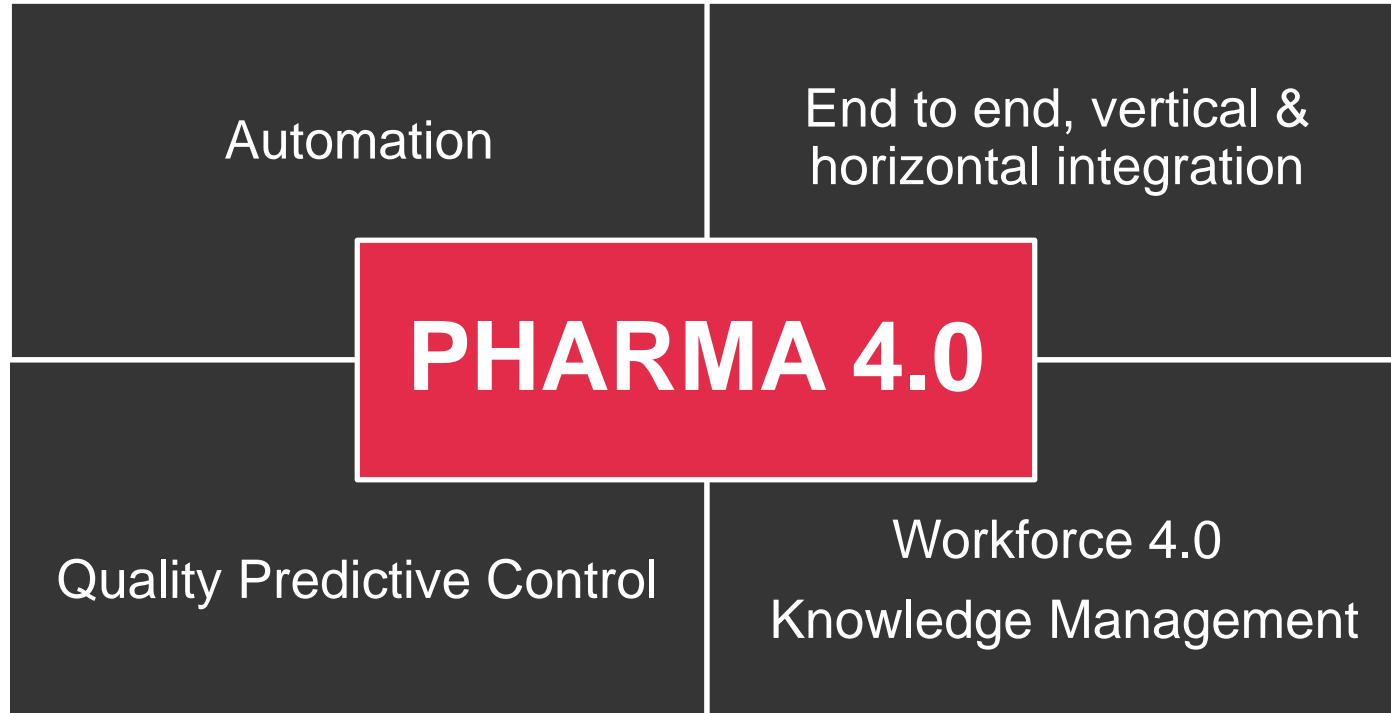 Automation
End to end, vertical &
horizontal integration
PHARMA 4.0
Quality Predictive Control
Workforce 4.0
Knowledge Management